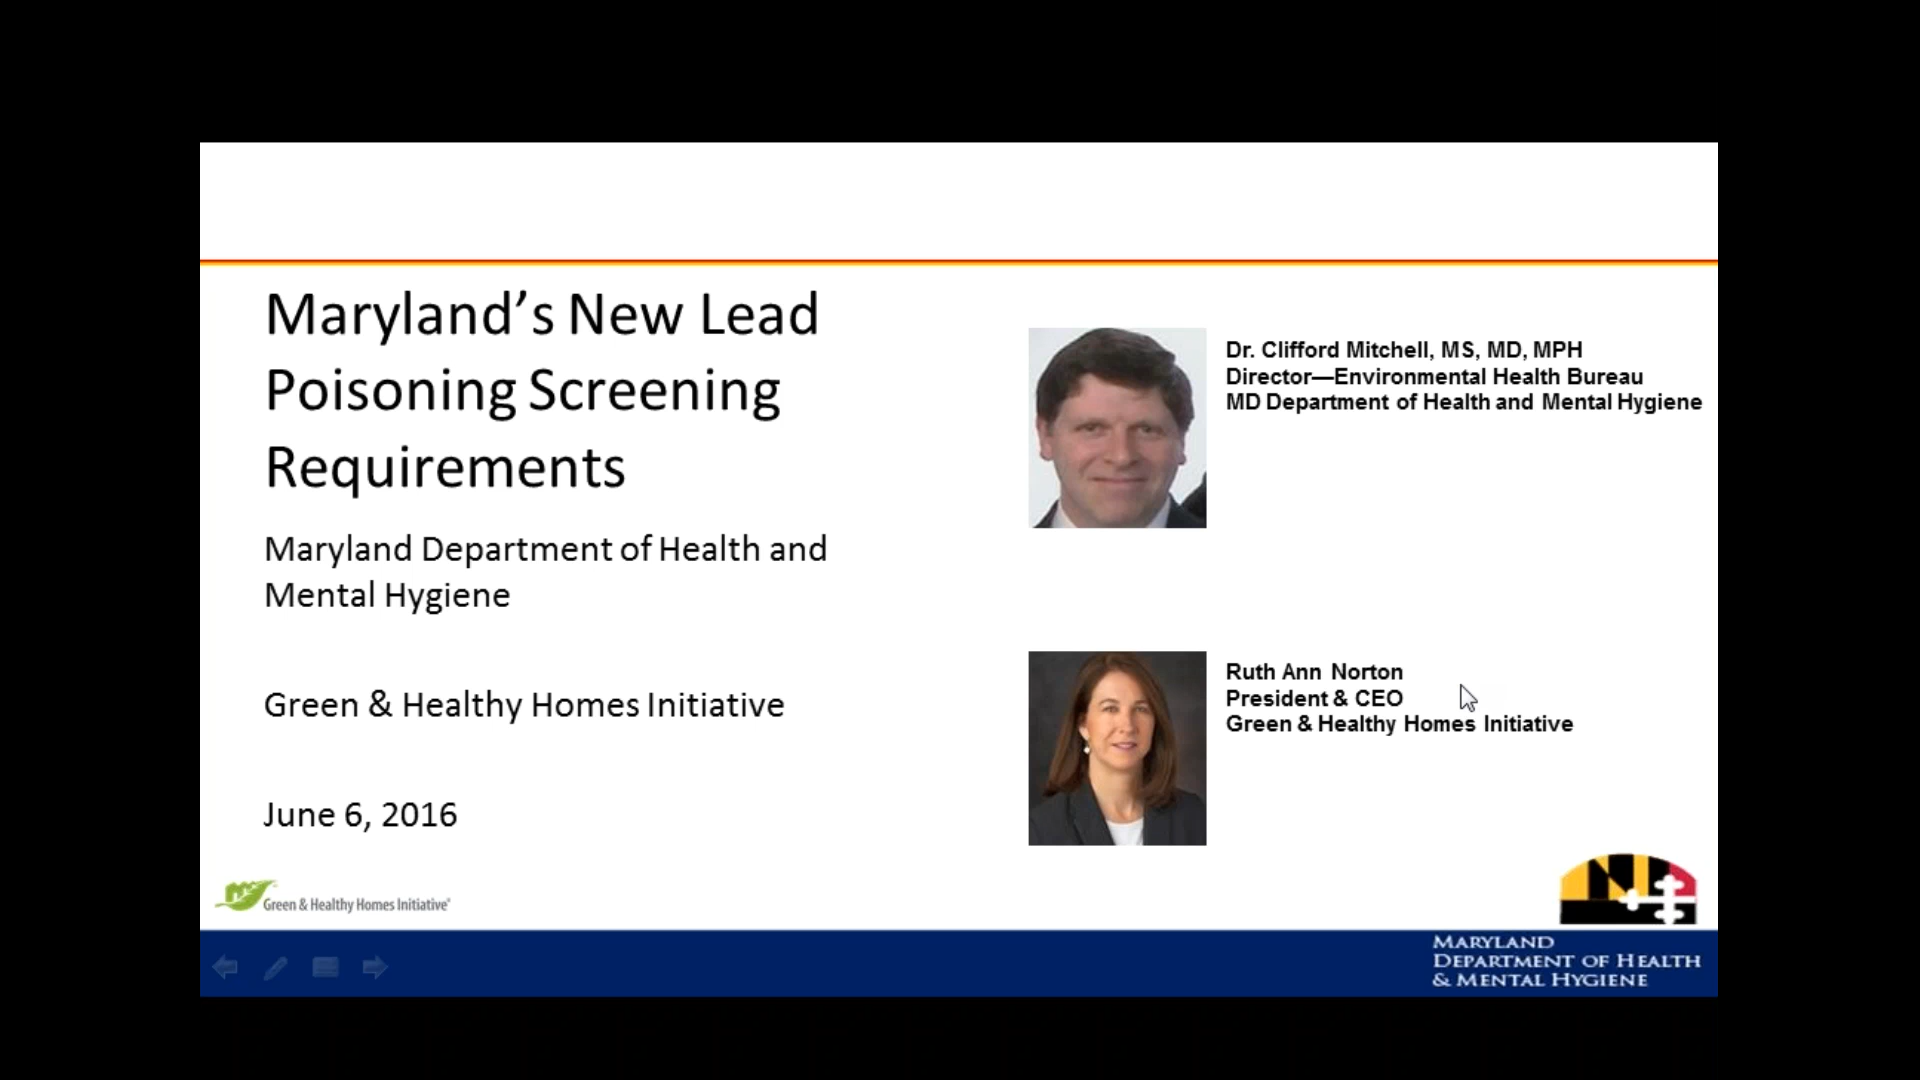 Maryland’s New Lead
Poisoning Screening
Requirements
Maryland Department of Health and
Mental Hygiene
Green & Healthy Homes Initiative
June 6, 2016
Dr. Clifford Mitchell, MS, MD, MPH
Director—Environmental Health Bureau
MD Department of Health and Mental Hygiene
Ruth Ann Norton
President & CEO
Green & Healthy Homes Initiative
Green & Healthy Homes Initiative®
MARYLAND
DEPARTMENT OF HEALTH
& MENTAL HYGIENE